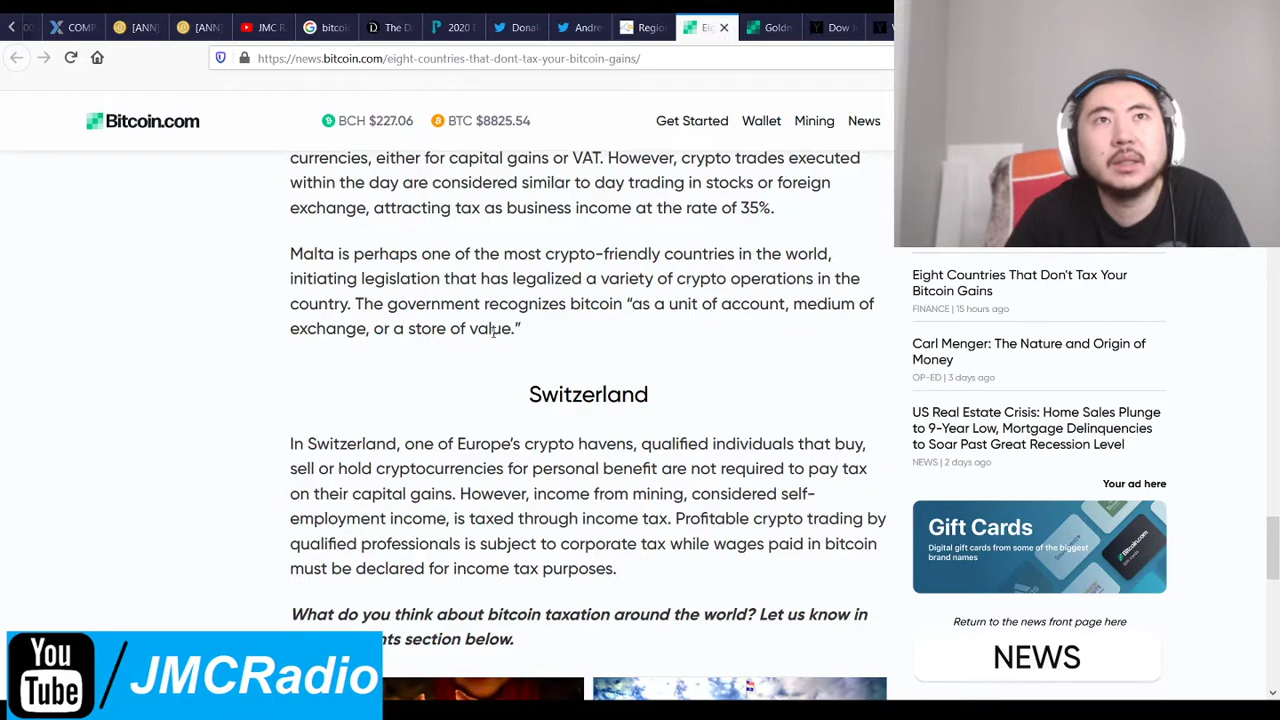 COMP
[ANN]
[ANN]
JMC R
bitcoi
The D
2020 E
Donal
Andre
Region
Eig
Goldn
Dow J
https://news.bitcoin.com/eight-countries-that-dont-tax-your-bitcoin-gains/
Bitcoin.com
BCH $227.06
BTC $8825.54
Get Started
Wallet
Mining
News
currencies, either for capital gains or VAT. However, crypto trades executed
within the day are considered similar to day trading in stocks or foreign
exchange, attracting tax as business income at the rate of 35%.
Malta is perhaps one of the most crypto-friendly countries in the world,
initiating legislation that has legalized a variety of crypto operations in the
country. The government recognizes bitcoin “as a unit of account, medium of
exchange, or a store of value.”
Switzerland
In Switzerland, one of Europe’s crypto havens, qualified individuals that buy,
sell or hold cryptocurrencies for personal benefit are not required to pay tax
on their capital gains. However, income from mining, considered self-
employment income, is taxed through income tax. Profitable crypto trading by
qualified professionals is subject to corporate tax while wages paid in bitcoin
must be declared for income tax purposes.
What do you think about bitcoin taxation around the world? Let us know in
nts section below.
Eight Countries That Don't Tax Your
Bitcoin Gains
FINANCE | 15 hours ago
Carl Menger: The Nature and Origin of
Money
OP-ED | 3 days ago
US Real Estate Crisis: Home Sales Plunge
to 9-Year Low, Mortgage Delinquencies
to Soar Past Great Recession Level
NEWS | 2 days ago
Your ad here
Gift Cards
Digital gift cards from some of the biggest
brand names
Return to the news front page here
NEWS
You
Tube
/JMCRadio